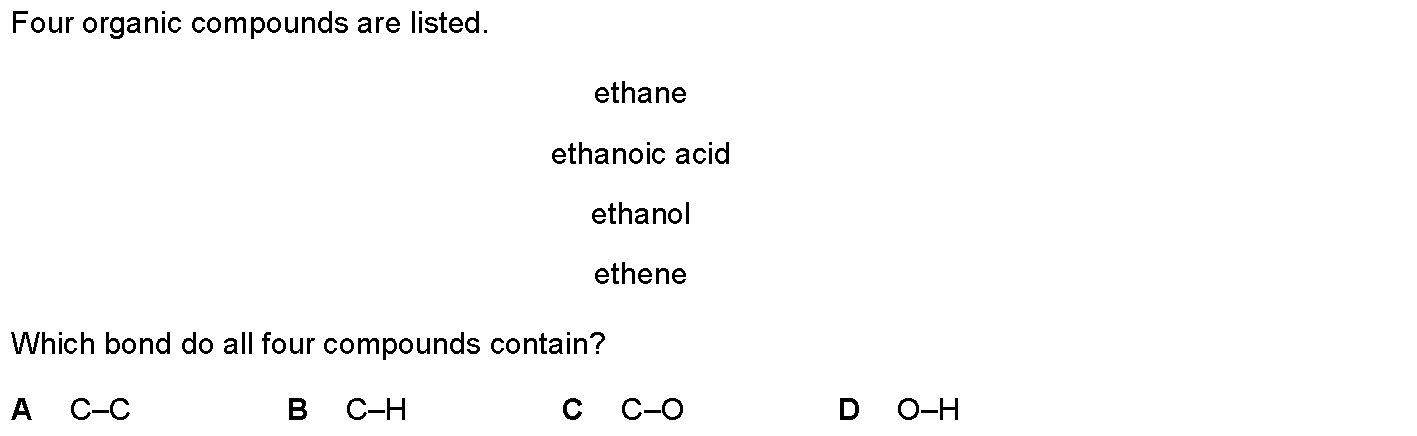 Four organic compounds are listed.
ethane
ethanoic acid
ethanol
ethene
Which bond do all four compounds contain?
A C–C B C–H C C–O D O–H